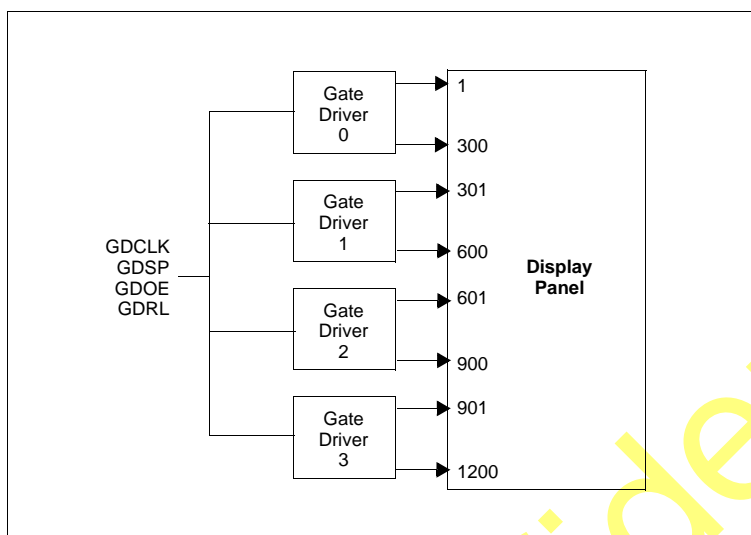 Gate
Driver
0
1
300
Gate
Driver
1
301
600
GDCLK
GDSP
GDOE
GDRL
Display
Panel
Gate
Driver
2
601
900
Gate
Driver
3
901
1200